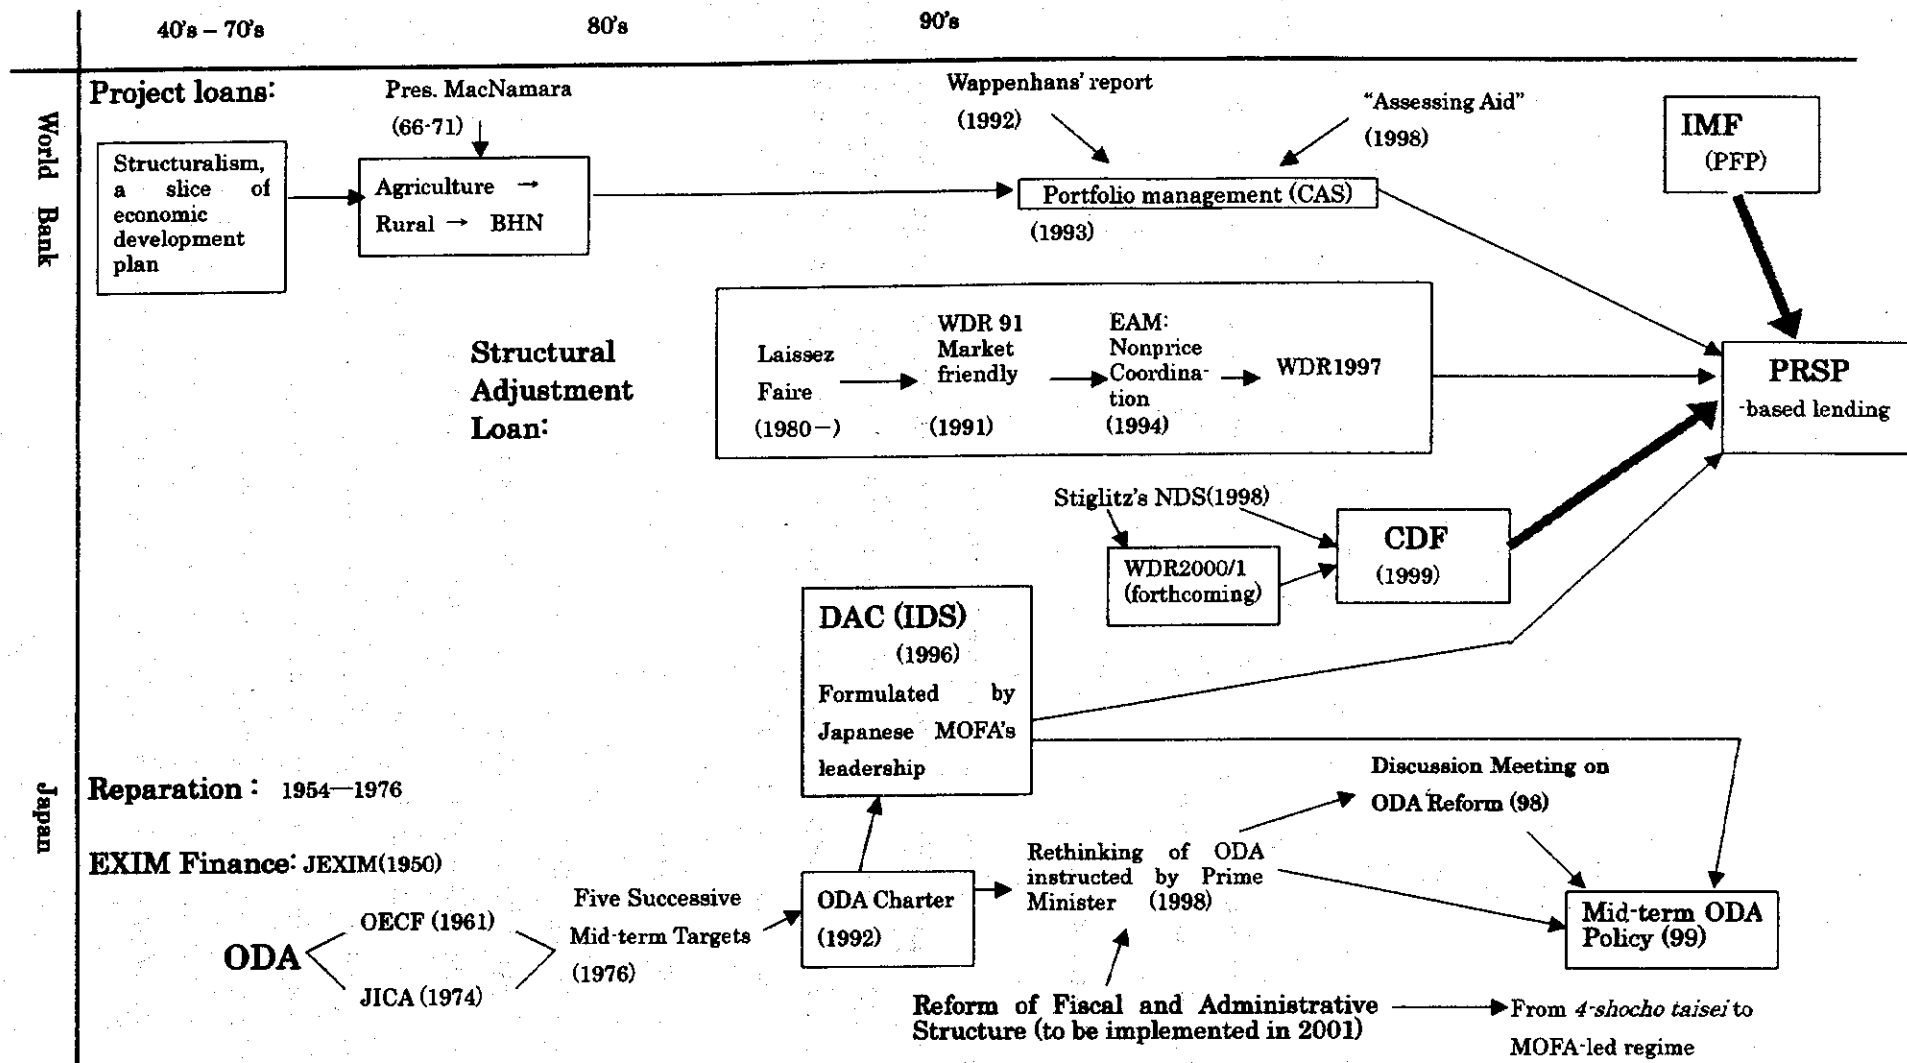 40's – 70's
80's
90's
World Bank
Project loans:
Pres. MacNamara
(66-71)
Structuralism,
a slice of
economic
development
plan
Agriculture →
Rural → BHN
Wappenhans' report
(1992)
"Assessing Aid"
(1998)
Portfolio management (CAS)
(1993)
IMF
(PFP)
Structural
Adjustment
Loan:
Laissez
Faire
(1980—)
WDR 91
Market
friendly
(1991)
EAM:
Nonprice
Coordina-
tion
(1994)
WDR1997
PRSP
-based lending
Stiglitz's NDS(1998)
WDR2000/1
(forthcoming)
CDF
(1999)
DAC (IDS)
(1996)
Formulated by
Japanese MOFA's
leadership
Japan
Reparation : 1954—1976
EXIM Finance: JEXIM(1950)
ODA
OECF (1961)
JICA (1974)
Five Successive
Mid-term Targets
(1976)
ODA Charter
(1992)
Rethinking of ODA
instructed by Prime
Minister (1998)
Discussion Meeting on
ODA Reform (98)
Mid-term ODA
Policy (99)
Reform of Fiscal and Administrative
Structure (to be implemented in 2001)
From 4-shocho taisei to
MOFA-led regime